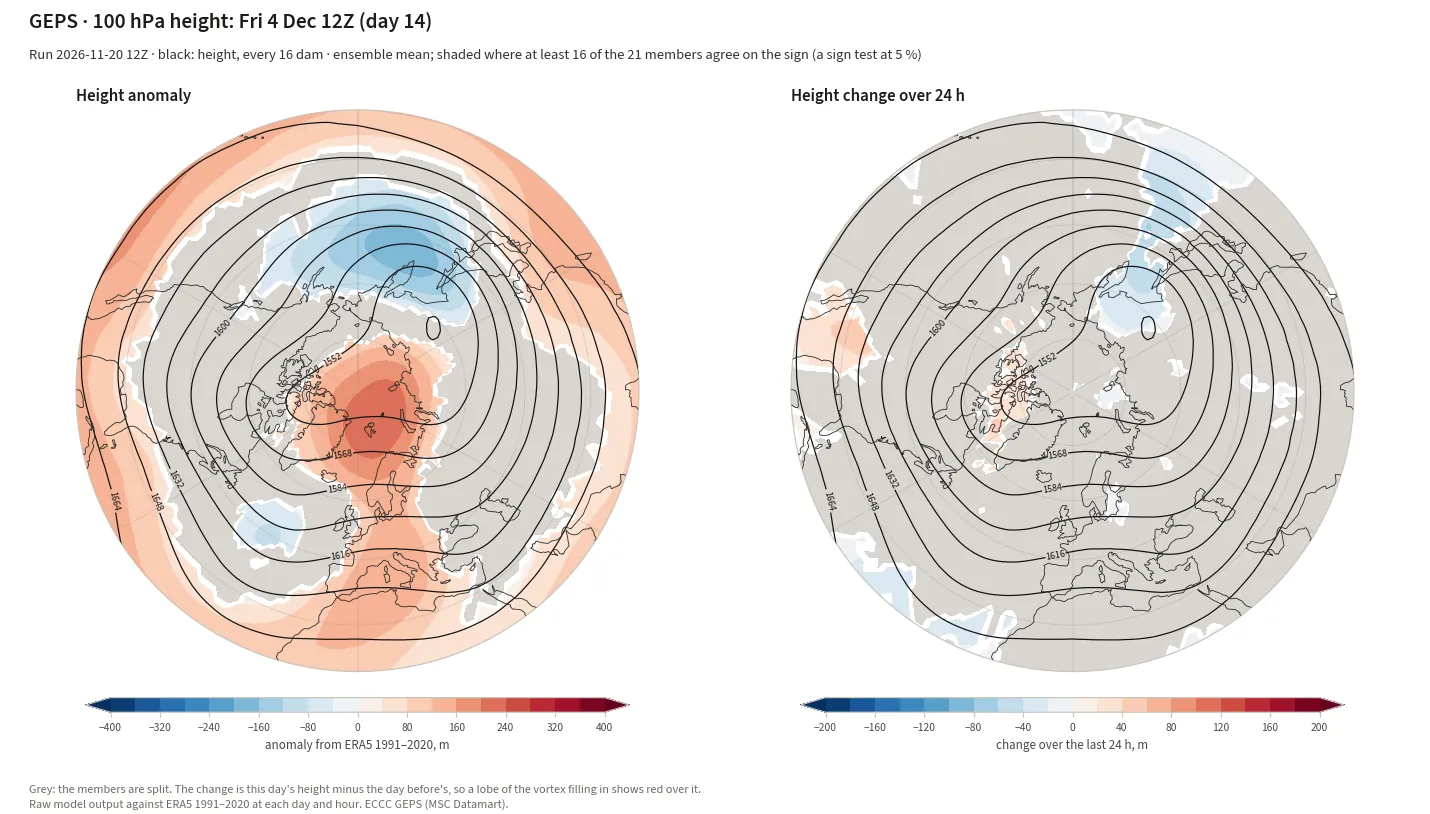 GEPS · 100 hPa height: Fri 4 Dec 12Z (day 14)
Run 2026-11-20 12Z · black: height, every 16 dam · ensemble mean; shaded where at least 16 of the 21 members agree on the sign (a sign test at 5 %)
Height anomaly
Height change over 24 h
1600
1552
1568
1584
1616
1632
1648
1664
1600
1552
1568
1584
1616
1632
1648
1664
−400 −320 −240 −160 −80 0 80 160 240 320 400
anomaly from ERA5 1991–2020, m
−200 −160 −120 −80 −40 0 40 80 120 160 200
change over the last 24 h, m
Grey: the members are split. The change is this day's height minus the day before's, so a lobe of the vortex filling in shows red over it.
Raw model output against ERA5 1991–2020 at each day and hour. ECCC GEPS (MSC Datamart).